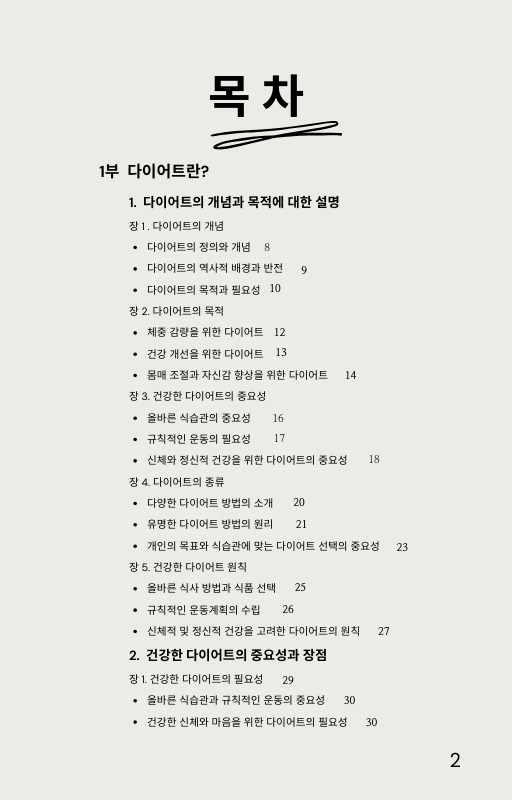 목 차
1부 다이어트란?
1. 다이어트의 개념과 목적에 대한 설명
장 1. 다이어트의 개념
• 다이어트의 정의와 개념 8
• 다이어트의 역사적 배경과 반전 9
• 다이어트의 목적과 필요성 10
장 2. 다이어트의 목적
• 체중 감량을 위한 다이어트 12
• 건강 개선을 위한 다이어트 13
• 몸매 조절과 자신감 향상을 위한 다이어트 14
장 3. 건강한 다이어트의 중요성
• 올바른 식습관의 중요성 16
• 규칙적인 운동의 필요성 17
• 신체와 정신적 건강을 위한 다이어트의 중요성 18
장 4. 다이어트의 종류
• 다양한 다이어트 방법의 소개 20
• 유명한 다이어트 방법의 원리 21
• 개인의 목표와 식습관에 맞는 다이어트 선택의 중요성 23
장 5. 건강한 다이어트 원칙
• 올바른 식사 방법과 식품 선택 25
• 규칙적인 운동계획의 수립 26
• 신체적 및 정신적 건강을 고려한 다이어트의 원칙 27
2. 건강한 다이어트의 중요성과 장점
장 1. 건강한 다이어트의 필요성 29
• 올바른 식습관과 규칙적인 운동의 중요성 30
• 건강한 신체와 마음을 위한 다이어트의 필요성 30
2